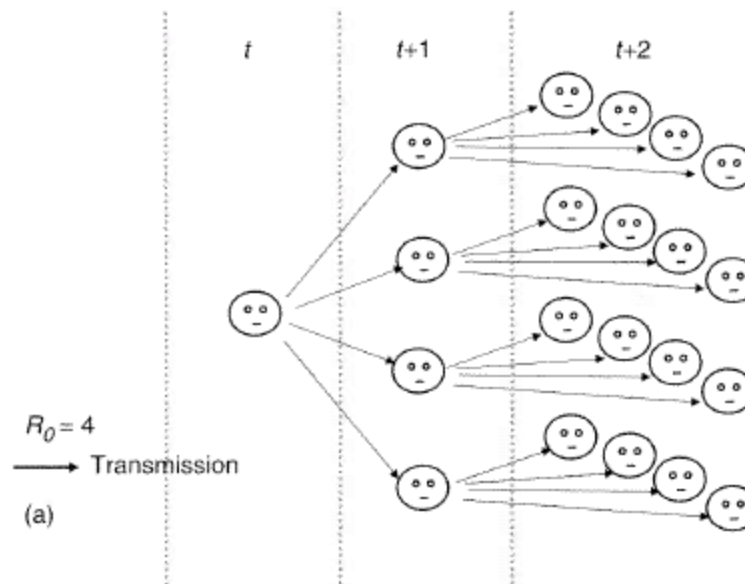 t
t+1
t+2
R0 = 4
Transmission
(a)